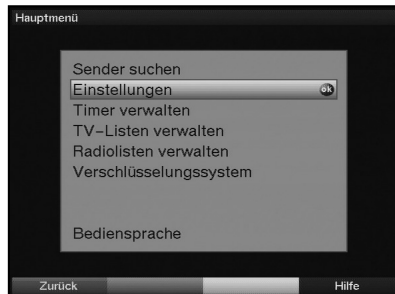 Hauptmenü
Sender suchen
Einstellungen ok
Timer verwalten
TV-Listen verwalten
Radiolisten verwalten
Verschlüsselungssystem
Bediensprache
Zurück Hilfe